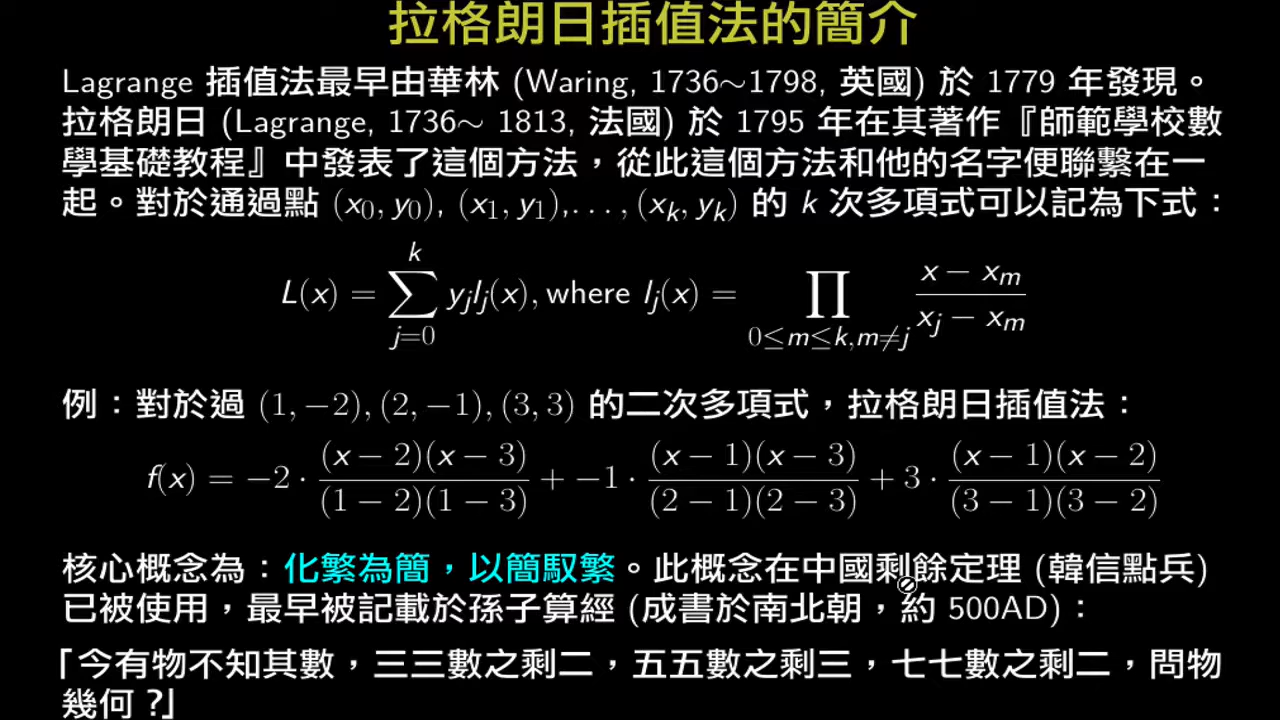 拉格朗日插值法的簡介
Lagrange 插值法最早由華林 (Waring, 1736∼1798, 英國) 於 1779 年發現。
拉格朗日 (Lagrange, 1736∼ 1813, 法國) 於 1795 年在其著作『師範學校數
學基礎教程』中發表了這個方法，從此這個方法和他的名字便聯繫在一
起。對於通過點 (x₀, y₀), (x₁, y₁),…, (xₖ, yₖ) 的 k 次多項式可以記為下式：
L(x) = ∑_{j=0}^{k} y_j l_j(x), where l_j(x) = ∏_{0≤m≤k,m≠j} \frac{x − x_m}{x_j − x_m}
例：對於過 (1, −2), (2, −1), (3, 3) 的二次多項式，拉格朗日插值法：
f(x) = −2 · \frac{(x − 2)(x − 3)}{(1 − 2)(1 − 3)} + −1 · \frac{(x − 1)(x − 3)}{(2 − 1)(2 − 3)} + 3 · \frac{(x − 1)(x − 2)}{(3 − 1)(3 − 2)}
核心概念為：化繁為簡，以簡馭繁。此概念在中國剩餘定理 (韓信點兵)
已被使用，最早被記載於孫子算經 (成書於南北朝，約 500AD)：
「今有物不知其數，三三數之剩二，五五數之剩三，七七數之剩二，問物
幾何？」